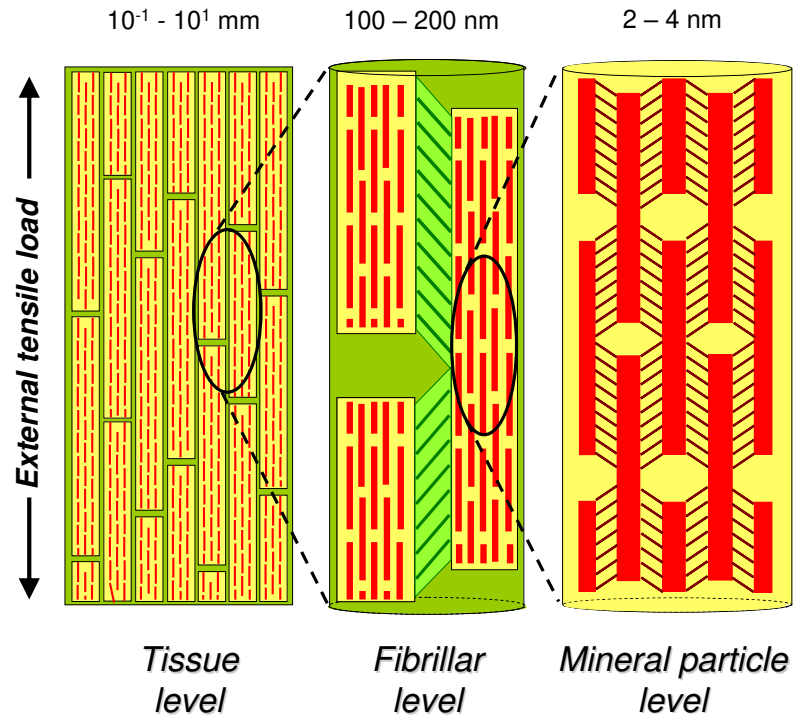 10⁻¹ - 10¹ mm
100 – 200 nm
2 – 4 nm
External tensile load
Tissue
level
Fibrillar
level
Mineral particle
level